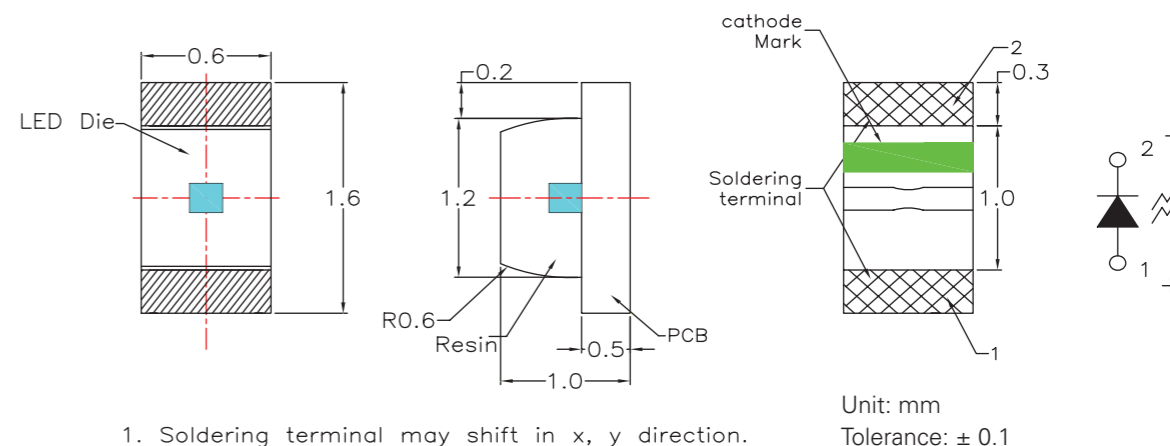 0.6
LED Die
1.6
0.2
1.2
R0.6
Resin
PCB
0.5
1.0
cathode
Mark
2
0.3
Soldering
terminal
1.0
1
2
1
1. Soldering terminal may shift in x, y direction.
Unit: mm
Tolerance: ± 0.1